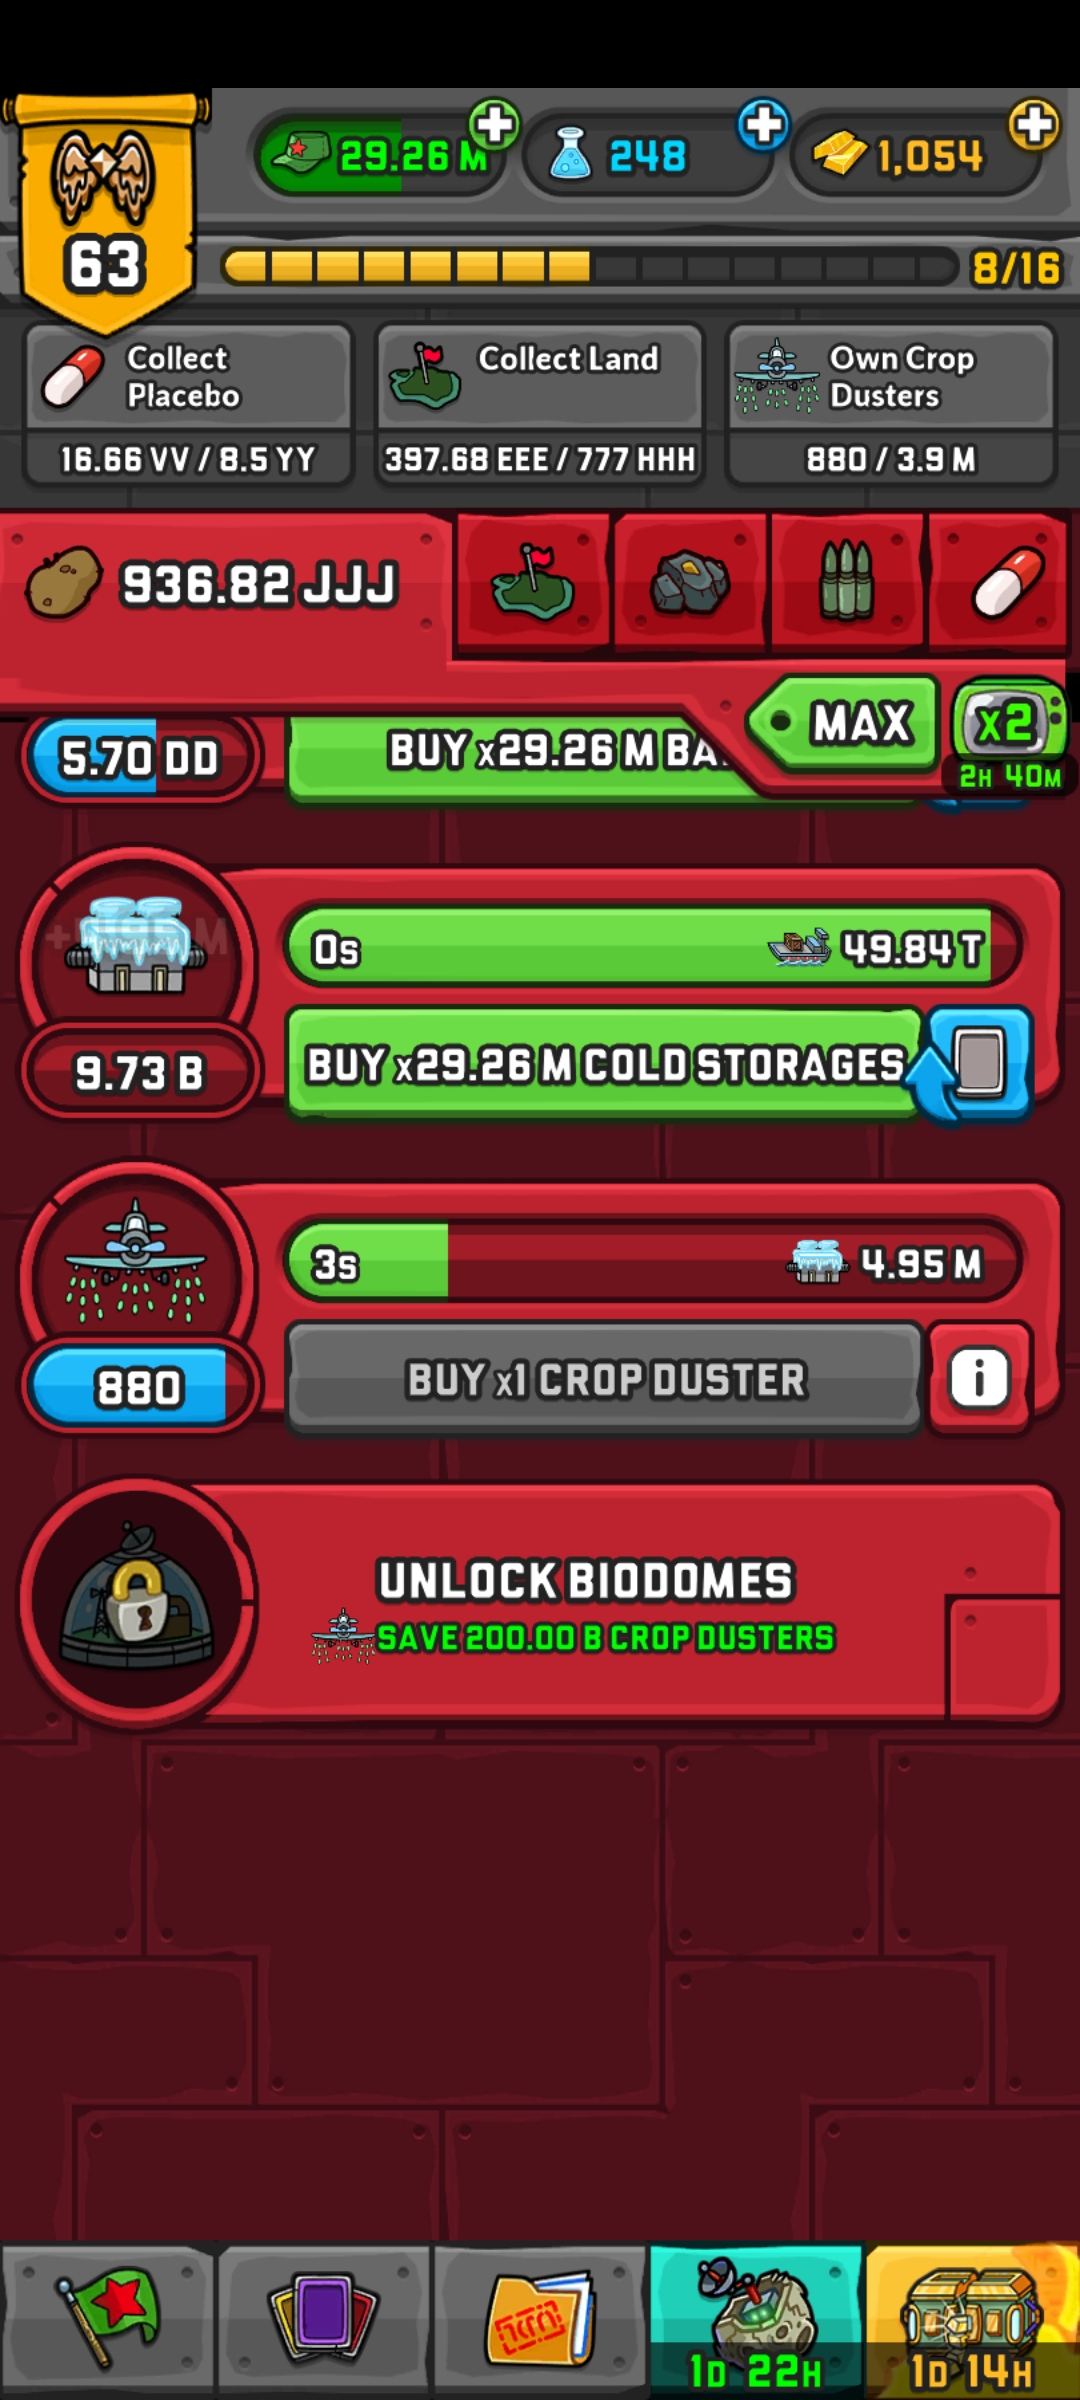 29.26 M
248
1,054
63
8/16
Collect
Placebo
16.66 VV / 8.5 YY
Collect Land
397.68 EEE / 777 HHH
Own Crop
Dusters
880 / 3.9 M
936.82 JJJ
MAX
x2
2H 40M
5.70 DD
BUY x29.26 M BA
0s
49.84 T
9.73 B
BUY x29.26 M COLD STORAGES
3s
4.95 M
880
BUY x1 CROP DUSTER
i
UNLOCK BIODOMES
SAVE 200.00 B CROP DUSTERS
1D 22H
1D 14H